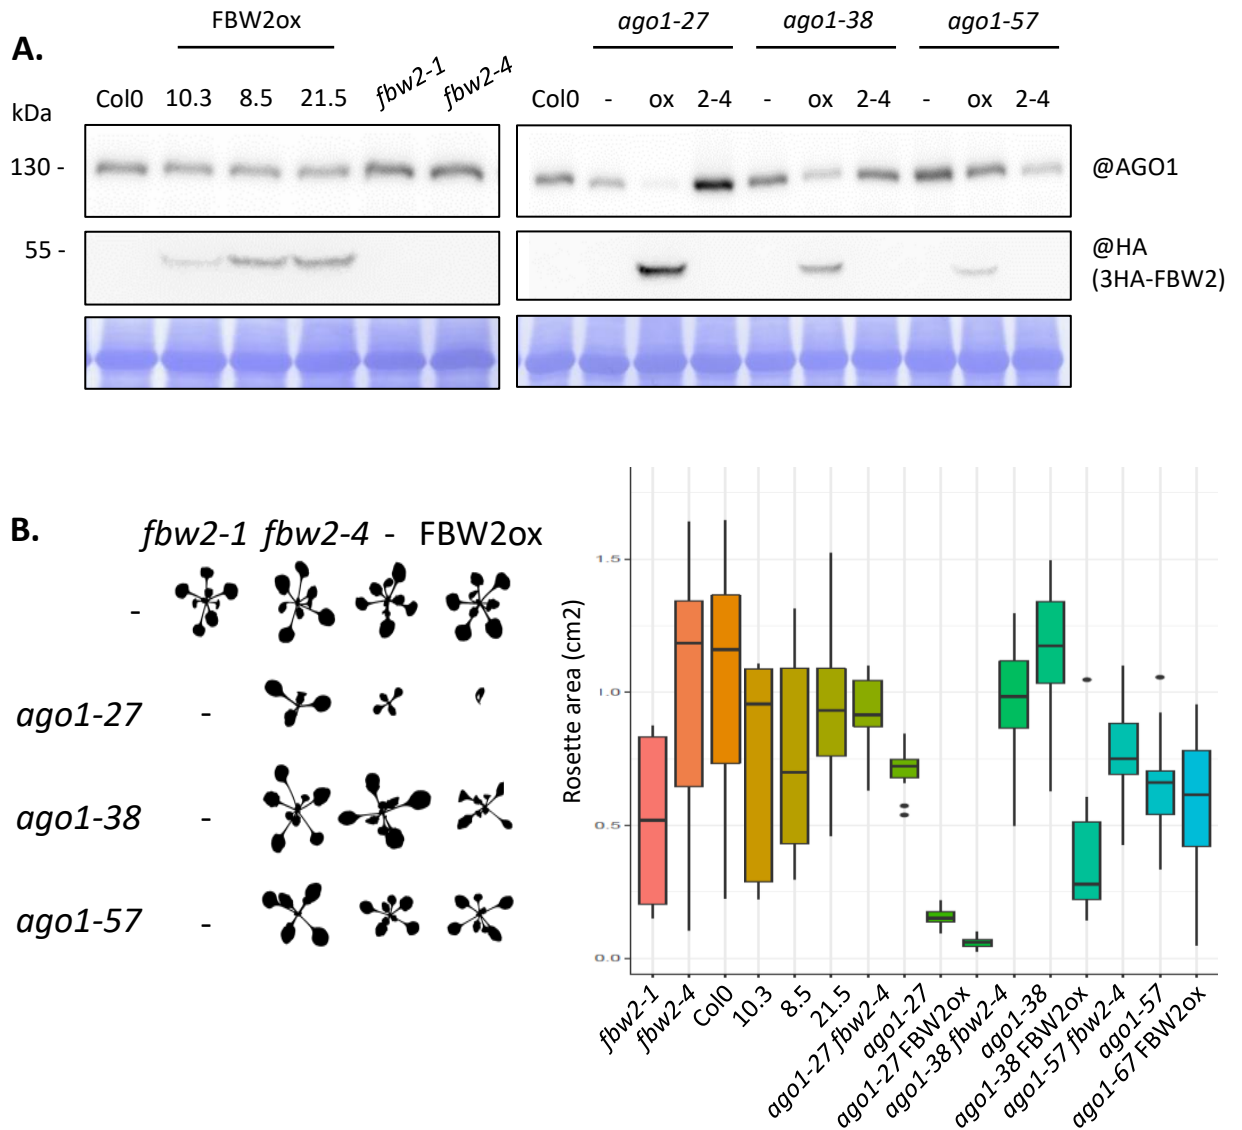 A.
FBW2ox
ago1-27 ago1-38 ago1-57
kDa
Col0 10.3 8.5 21.5 fbw2-1 fbw2-4
Col0 - ox 2-4 - ox 2-4 - ox 2-4
130 -
@AGO1
55 -
@HA
(3HA-FBW2)
B.
fbw2-1 fbw2-4 - FBW2ox
-
ago1-27 -
ago1-38 -
ago1-57 -
Rosette area (cm2)
1.5
1.0
0.5
0.0
fbw2-1
fbw2-4
Col0
10.3
8.5
21.5
ago1-27 fbw2-4
ago1-27
ago1-27 FBW2ox
ago1-38 fbw2-4
ago1-38
ago1-38 FBW2ox
ago1-57 fbw2-4
ago1-57
ago1-67 FBW2ox